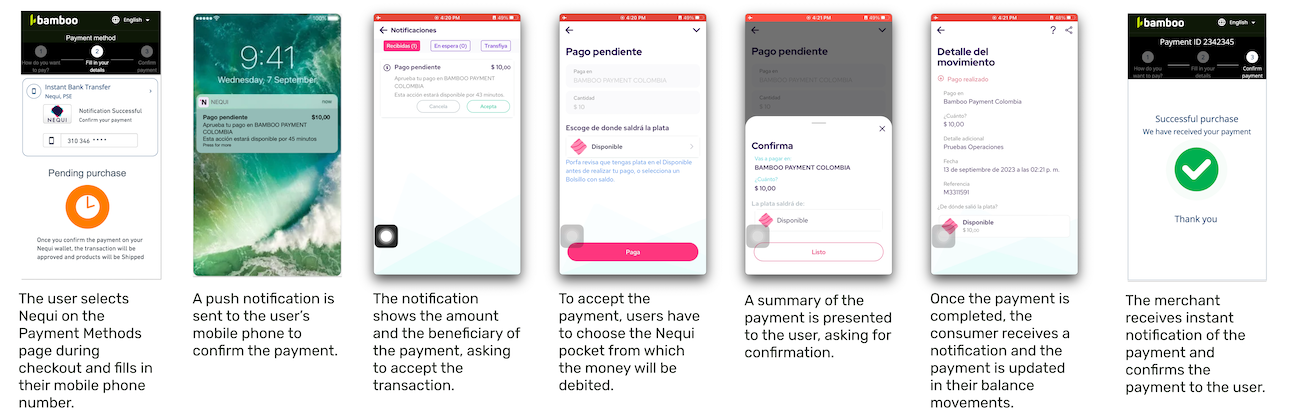 bamboo
English
Payment method
1
2
3
How do you want to pay?
Fill in your details
Confirm payment
Instant Bank Transfer
Nequi, PSE
NEQUI
Notification Successful
Confirm your payment
310 346 ****
Pending purchase
Once you confirm the payment on your
Nequi wallet, the transaction will be
approved and products will be Shipped
The user selects
Nequi on the
Payment Methods
page during
checkout and fills in
their mobile phone
number.
100%
9:41
Wednesday, 7 September
NEQUI
now
Pago pendiente
$10,00
Aprueba tu pago en BAMBOO PAYMENT
COLOMBIA
Esta acción estará disponible por 45 minutos
Press for more
A push notification is
sent to the user's
mobile phone to
confirm the payment.
4:20 PM
49%
Notificaciones
Recibidas (1)
En espera (0)
Transfiya
Pago pendiente
$ 10,00
Aprueba tu pago en BAMBOO PAYMENT
COLOMBIA
Esta acción estará disponible por 43 minutos.
Cancela
Acepta
The notification
shows the amount
and the beneficiary of
the payment, asking
to accept the
transaction.
4:20 PM
49%
Pago pendiente
Paga en
BAMBOO PAYMENT COLOMBIA
Cantidad
$ 10
Escoge de donde saldrá la plata
Disponible
Porfa revisa que tengas plata en el Disponible
antes de realizar tu pago, o selecciona un
Bolsillo con saldo.
Paga
To accept the
payment, users have
to choose the Nequi
pocket from which
the money will be
debited.
4:21 PM
49%
Pago pendiente
Paga en
BAMBOO PAYMENT COLOMBIA
Cantidad
$ 10
Confirma
Vas a pagar en:
BAMBOO PAYMENT COLOMBIA
¿Cuánto?
$ 10,00
La plata saldrá de:
Disponible
Listo
A summary of the
payment is presented
to the user, asking for
confirmation.
4:21 PM
49%
?
Detalle del
movimiento
Pago realizado
Pago en
Bamboo Payment Colombia
¿Cuánto?
$ 10,00
Detalle adicional
Pruebas Operaciones
Fecha
13 de septiembre de 2023 a las 02:21 p. m.
Referencia
M3311591
¿De dónde salió la plata?
Disponible
$ 10,00
Once the payment is
completed, the
consumer receives a
notification and the
payment is updated
in their balance
movements.
bamboo
English
Payment ID 2342345
1
2
3
How do you want to pay?
Fill in your details
Confirm payment
Successful purchase
We have received your payment
Thank you
The merchant
receives instant
notification of the
payment and
confirms the
payment to the user.